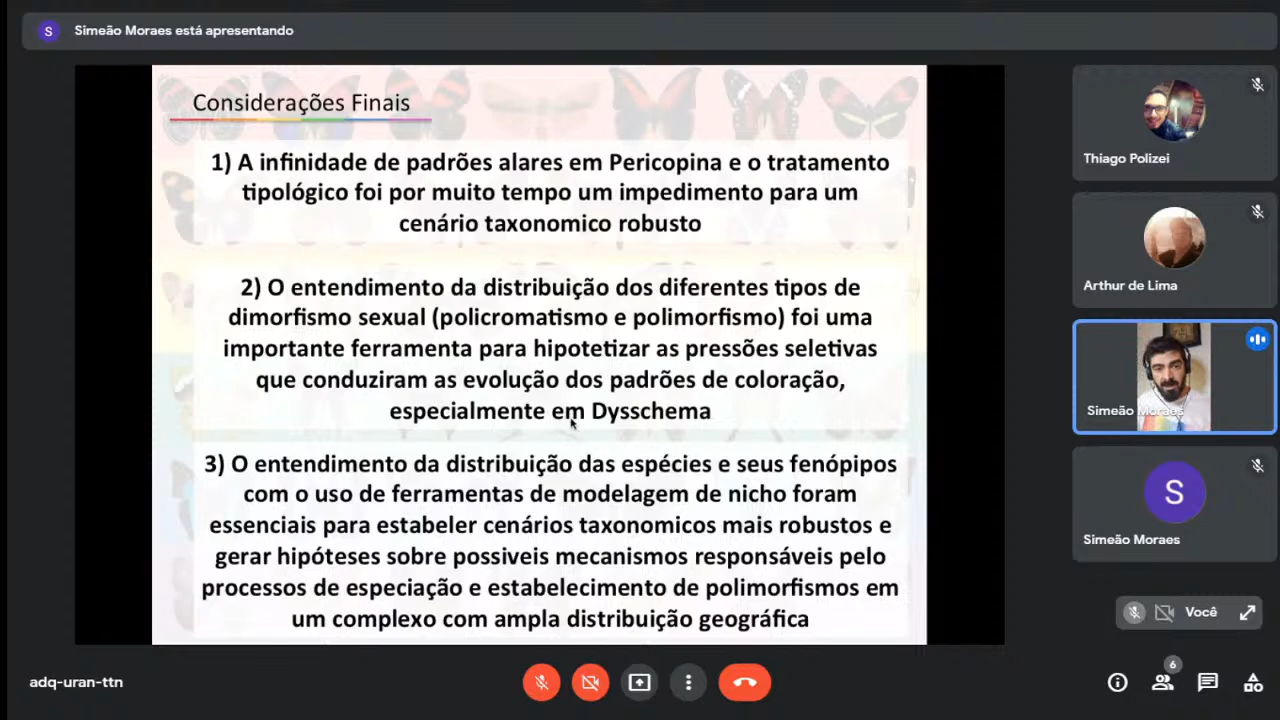 S Simeão Moraes está apresentando
Considerações Finais
1) A infinidade de padrões alares em Pericopina e o tratamento
tipológico foi por muito tempo um impedimento para um
cenário taxonomico robusto
2) O entendimento da distribuição dos diferentes tipos de
dimorfismo sexual (policromatismo e polimorfismo) foi uma
importante ferramenta para hipotetizar as pressões seletivas
que conduziram as evolução dos padrões de coloração,
especialmente em Dysschema
3) O entendimento da distribuição das espécies e seus fenópipos
com o uso de ferramentas de modelagem de nicho foram
essenciais para estabeler cenários taxonomicos mais robustos e
gerar hipóteses sobre possiveis mecanismos responsáveis pelo
processos de especiação e estabelecimento de polimorfismos em
um complexo com ampla distribuição geográfica
Thiago Polizei
Arthur de Lima
Simeão Moraes
S
Simeão Moraes
Você
adq-uran-ttn
6